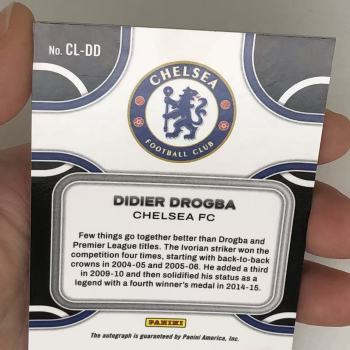 No. CL-DD
CHELSEA
FOOTBALL CLUB
DIDIER DROGBA
CHELSEA FC
Few things go together better than Drogba and
Premier League titles. The Ivorian striker won the
competition four times, starting with back-to-back
crowns in 2004-05 and 2005-06. He added a third
in 2009-10 and then solidified his status as a
legend with a fourth winner's medal in 2014-15.
PANINI
The autograph is guaranteed by Panini America, Inc.